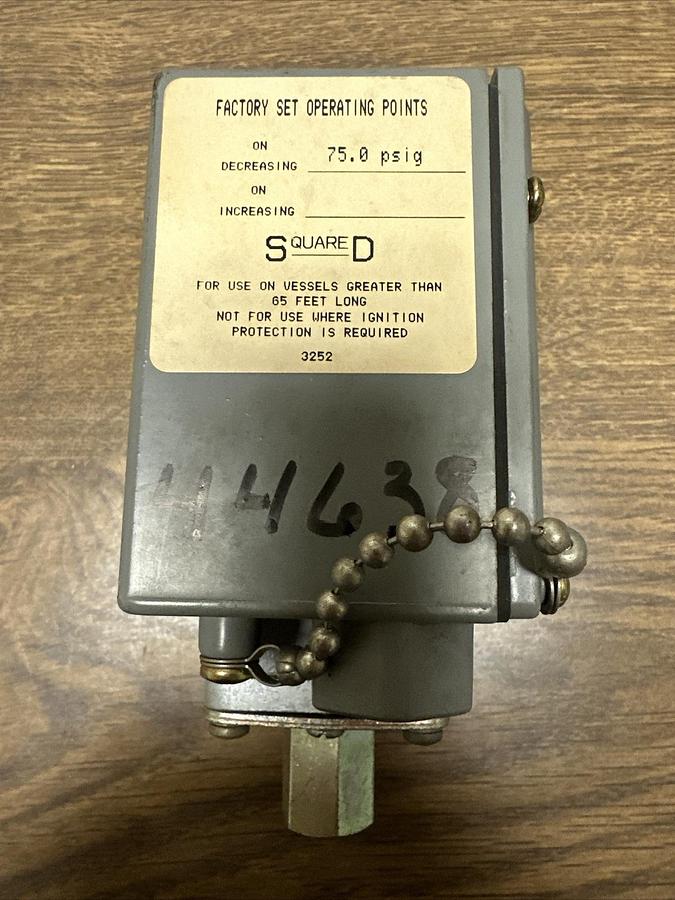 FACTORY SET OPERATING POINTS
ON
DECREASING 75.0 psig
ON
INCREASING
SQUARE D
FOR USE ON VESSELS GREATER THAN
65 FEET LONG
NOT FOR USE WHERE IGNITION
PROTECTION IS REQUIRED
3252
44638